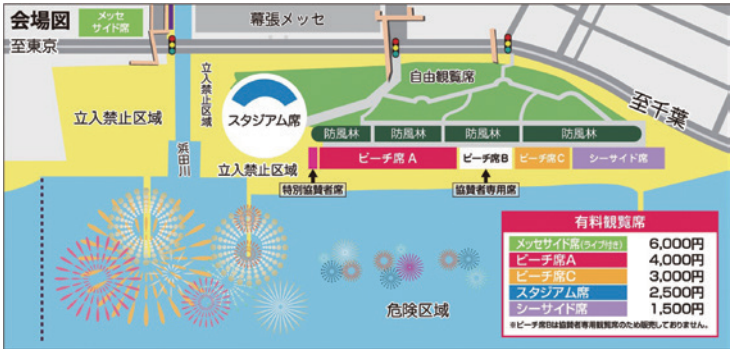 会場図
メッセ
サイド席
幕張メッセ
至東京
立入禁止区域
立入禁止区域
浜田川
スタジアム席
自由観覧席
至千葉
防風林
防風林
防風林
防風林
立入禁止区域
ビーチ席 A
ビーチ席B
ビーチ席C
シーサイド席
特別協賛者席
協賛者専用席
危険区域
有料観覧席
メッセサイド席(ライブ付き) 6,000円
ビーチ席A 4,000円
ビーチ席C 3,000円
スタジアム席 2,500円
シーサイド席 1,500円
※ビーチ席Bは協賛者専用観覧席のため販売しておりません。